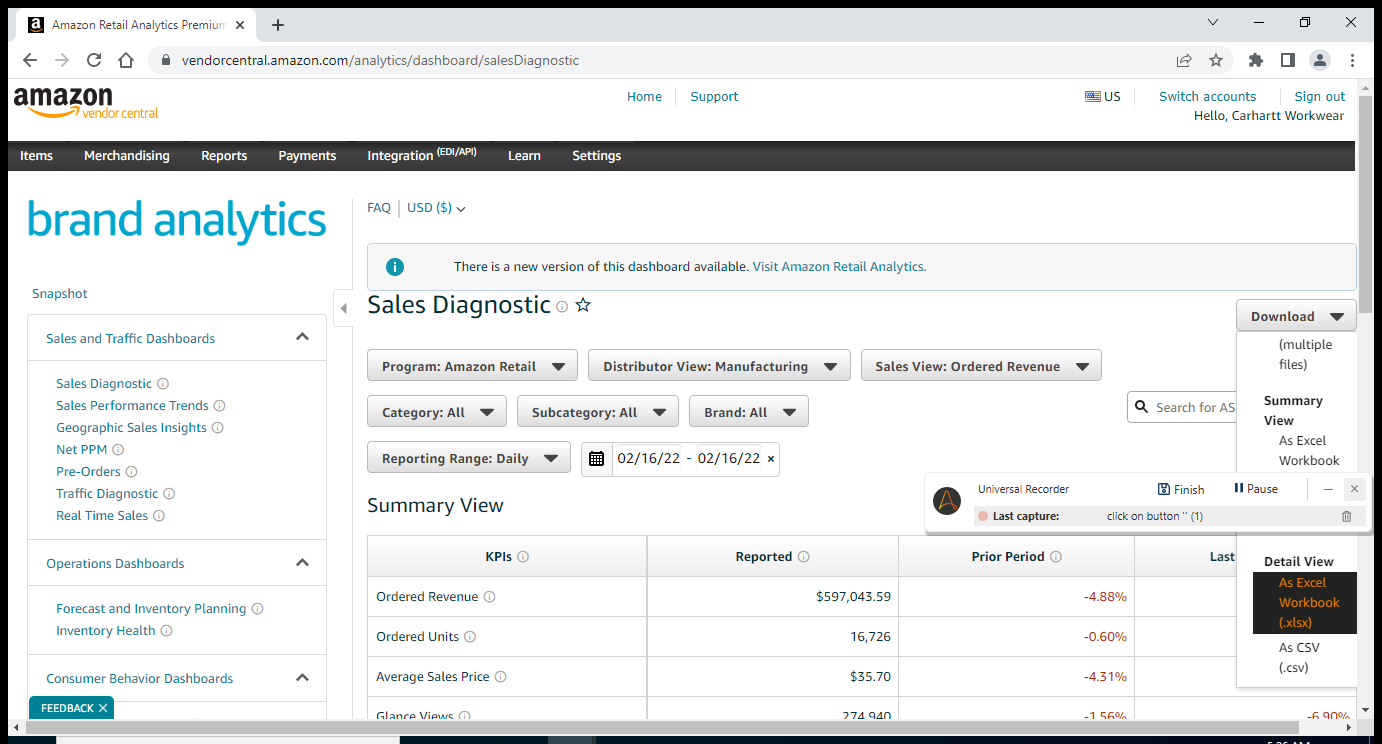 Amazon Retail Analytics Premium
vendorcentral.amazon.com/analytics/dashboard/salesDiagnostic
amazon
vendor central
Home
Support
US
Switch accounts
Sign out
Hello, Carhartt Workwear
Items
Merchandising
Reports
Payments
Integration (EDI/API)
Learn
Settings
brand analytics
FAQ
USD ($)
There is a new version of this dashboard available. Visit Amazon Retail Analytics.
Snapshot
Sales Diagnostic
Download
Sales and Traffic Dashboards
Sales Diagnostic
Sales Performance Trends
Geographic Sales Insights
Net PPM
Pre-Orders
Traffic Diagnostic
Real Time Sales
Operations Dashboards
Forecast and Inventory Planning
Inventory Health
Consumer Behavior Dashboards
FEEDBACK
Program: Amazon Retail
Distributor View: Manufacturing
Sales View: Ordered Revenue
Category: All
Subcategory: All
Brand: All
Search for AS
Reporting Range: Daily
02/16/22 - 02/16/22
(multiple
files)
Summary
View
As Excel
Workbook
Universal Recorder
Finish
Pause
Last capture:
click on button '' (1)
Detail View
As Excel
Workbook
(.xlsx)
As CSV
(.csv)
Summary View
KPIs
Reported
Prior Period
Last
Ordered Revenue
$597,043.59
-4.88%
Ordered Units
16,726
-0.60%
Average Sales Price
$35.70
-4.31%
Glance Views
274,940
-1.56%
-6.90%